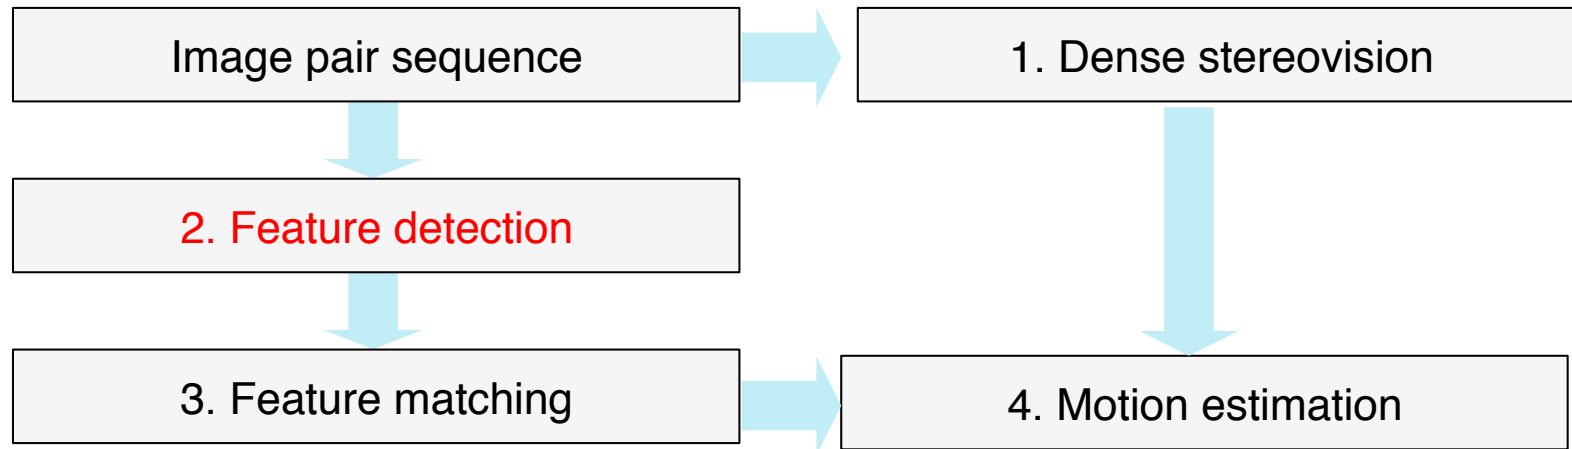 Image pair sequence
1. Dense stereovision
2. Feature detection
3. Feature matching
4. Motion estimation